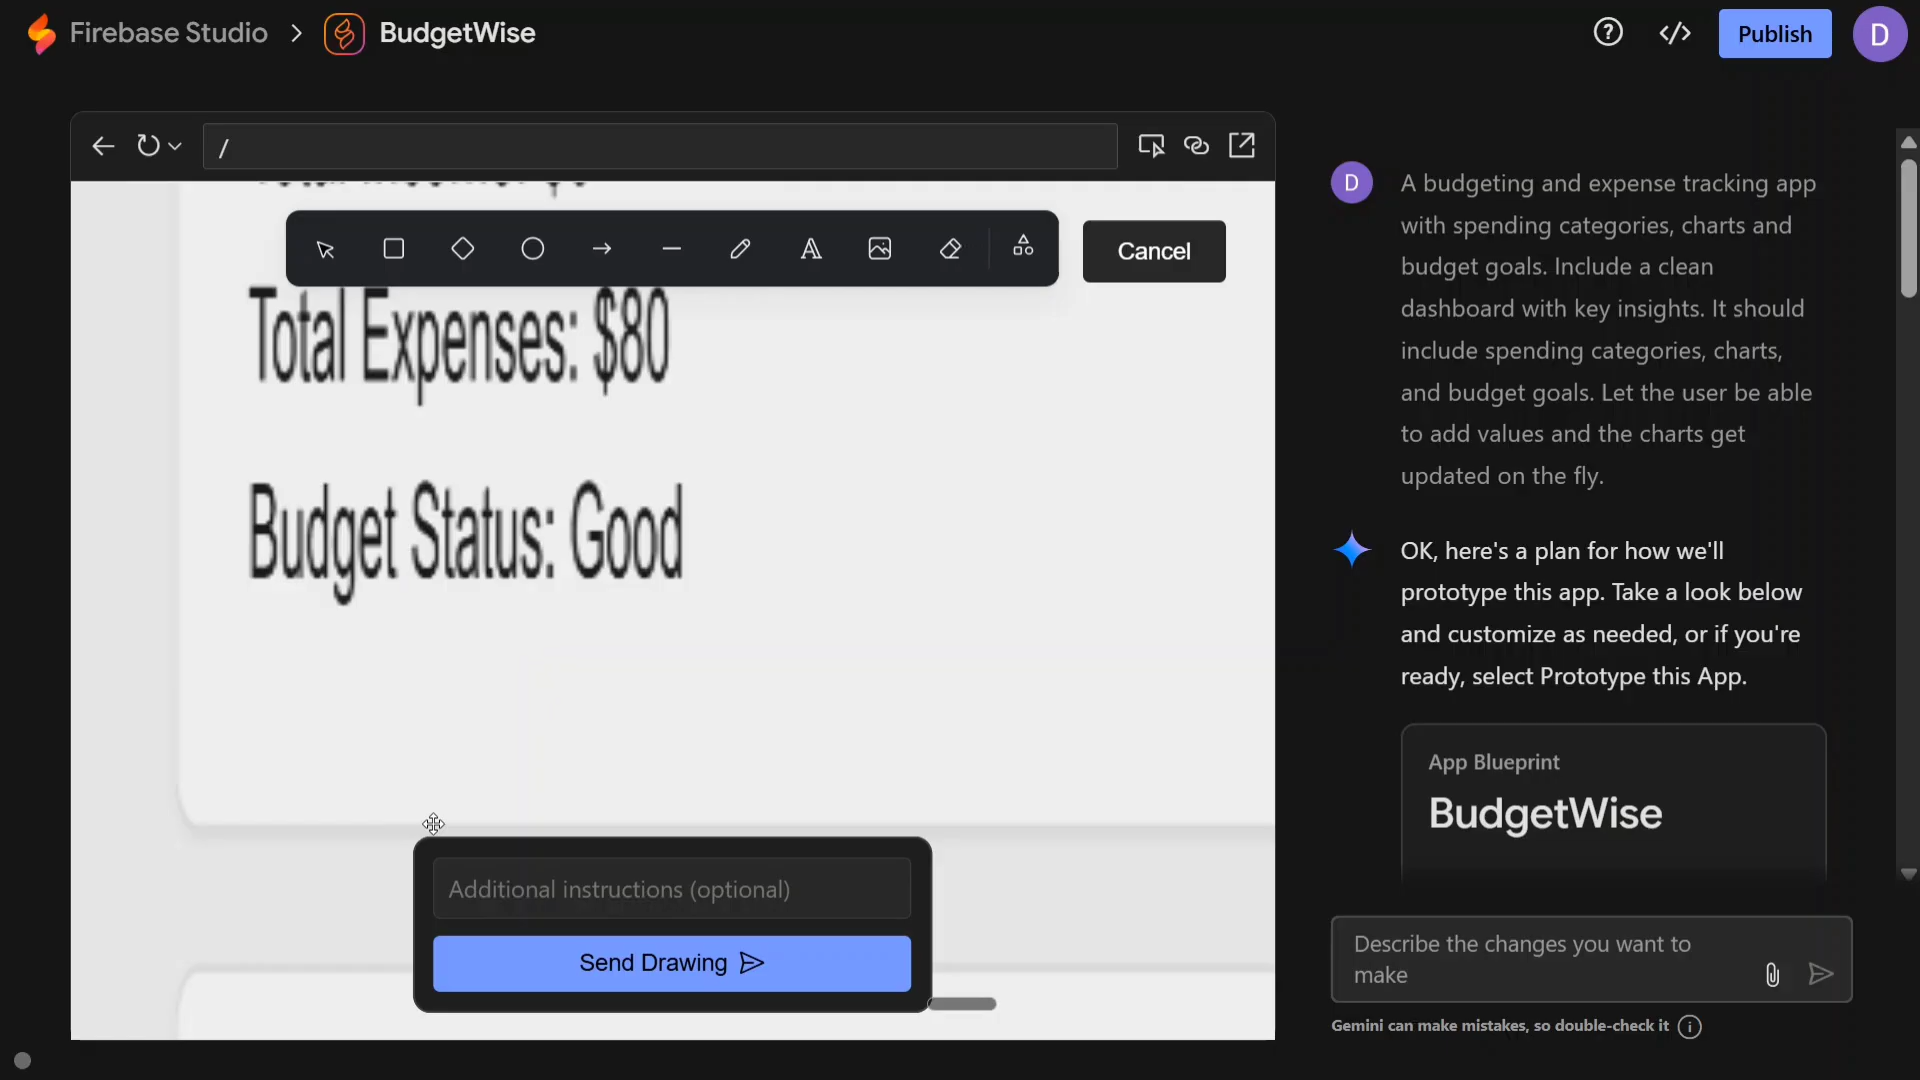 Firebase Studio > BudgetWise
Publish
D
/
Cancel
Total Expenses: $80
Budget Status: Good
Additional instructions (optional)
Send Drawing
D
A budgeting and expense tracking app
with spending categories, charts and
budget goals. Include a clean
dashboard with key insights. It should
include spending categories, charts,
and budget goals. Let the user be able
to add values and the charts get
updated on the fly.
OK, here's a plan for how we'll
prototype this app. Take a look below
and customize as needed, or if you're
ready, select Prototype this App.
App Blueprint
BudgetWise
Describe the changes you want to
make
Gemini can make mistakes, so double-check it